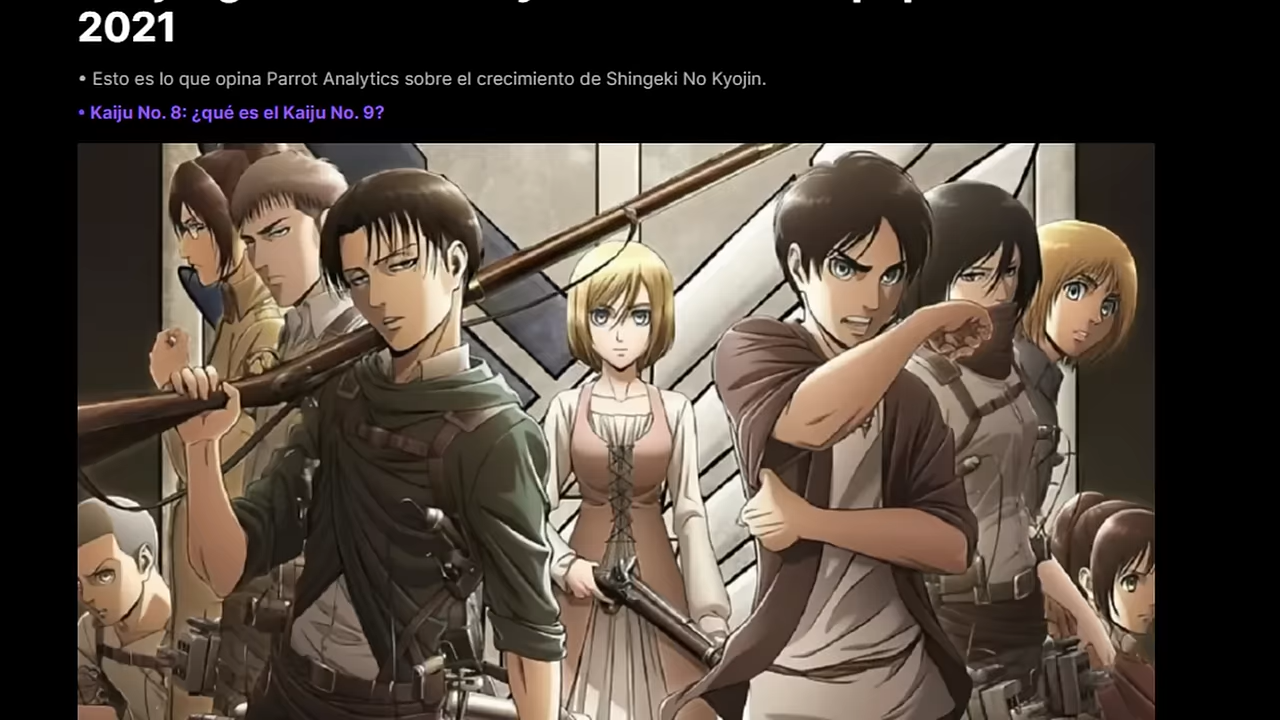 2021
• Esto es lo que opina Parrot Analytics sobre el crecimiento de Shingeki No Kyojin.
• Kaiju No. 8: ¿qué es el Kaiju No. 9?